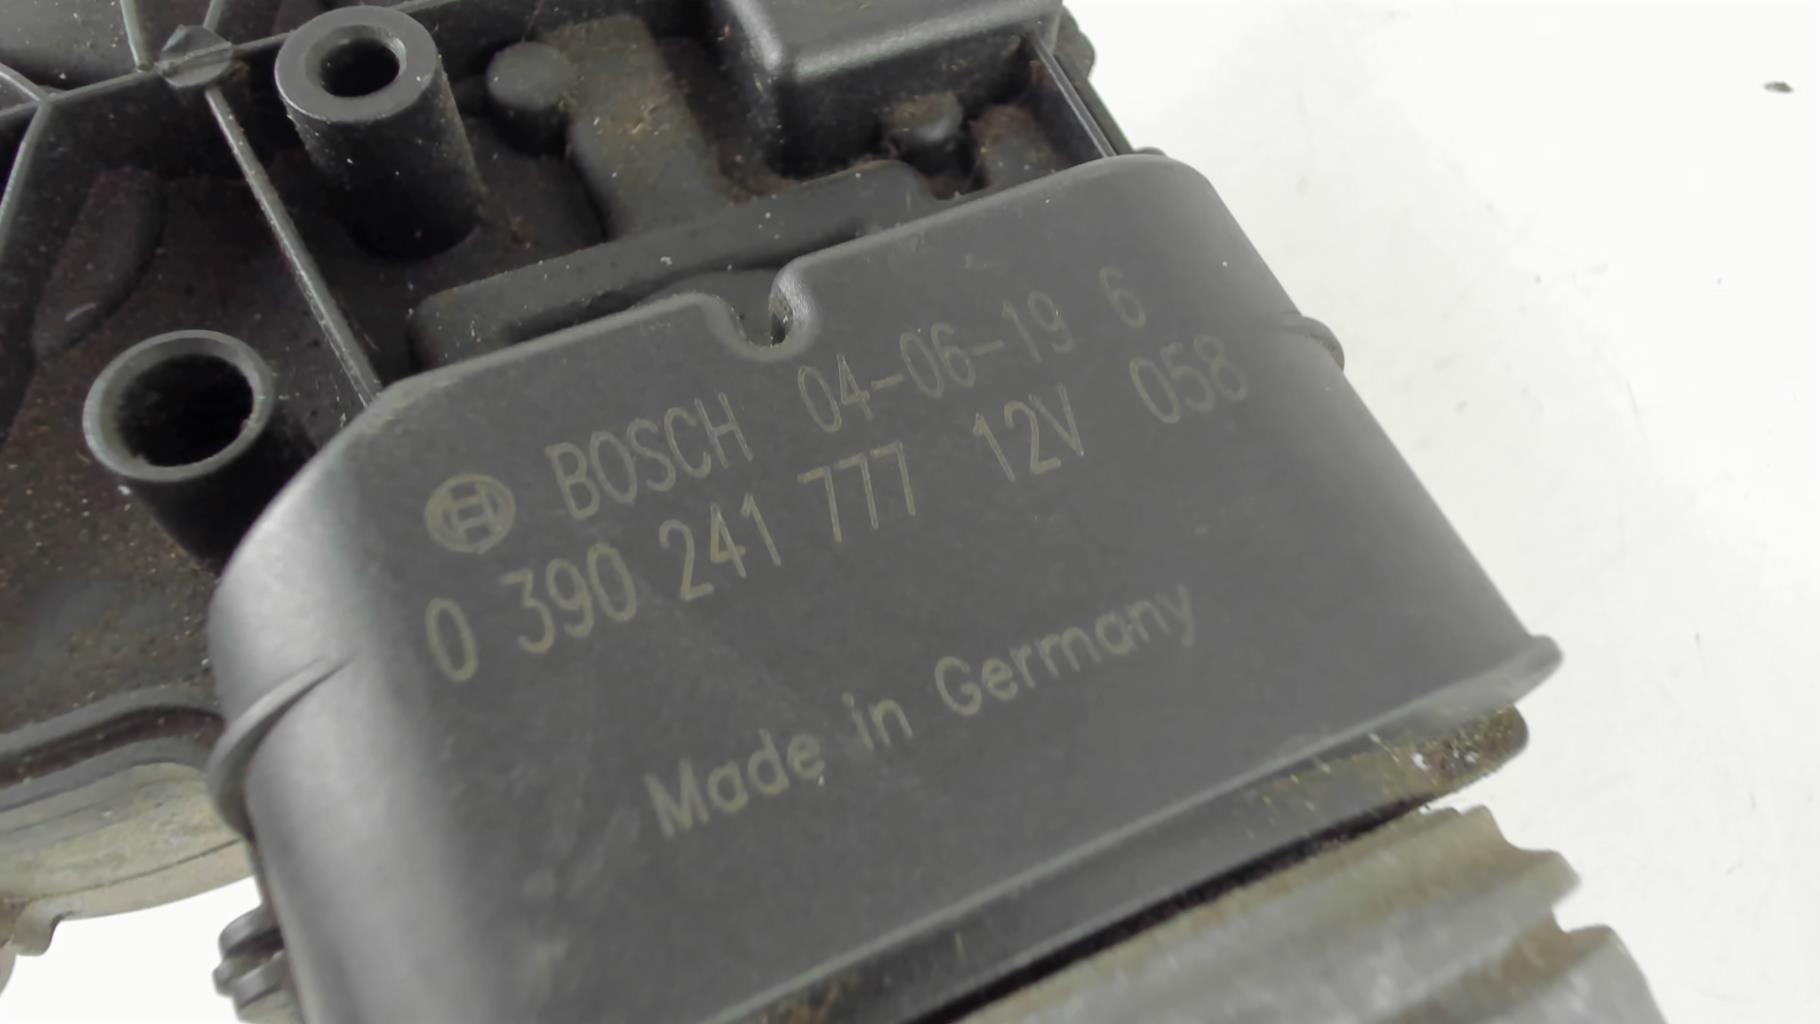 BOSCH 04-06-19 6
0 390 241 777 12V 058
Made in Germany